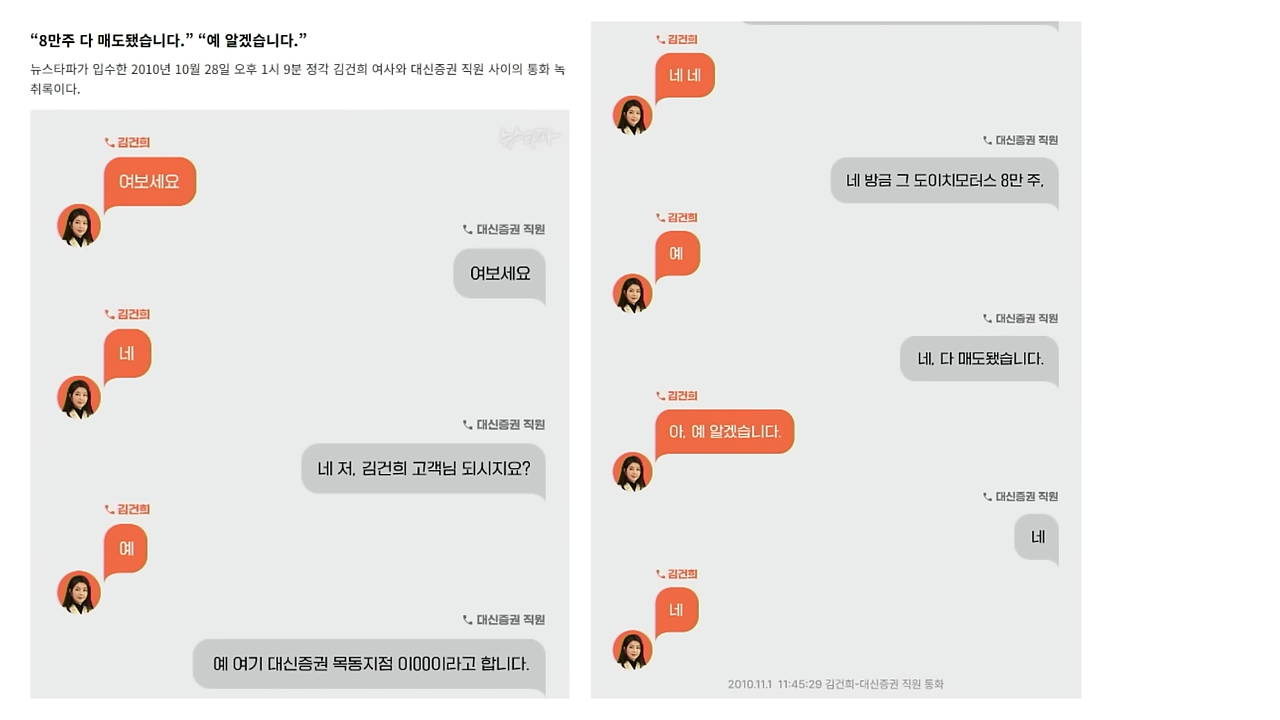 “8만주 다 매도됐습니다.” “예 알겠습니다.”
뉴스타파가 입수한 2010년 10월 28일 오후 1시 9분 정각 김건희 여사와 대신증권 직원 사이의 통화 녹
취록이다.
뉴스타파
김건희
여보세요
대신증권 직원
여보세요
김건희
네
대신증권 직원
네 저, 김건희 고객님 되시지요?
김건희
예
대신증권 직원
예 여기 대신증권 목동지점 이OO이라고 합니다.
김건희
네 네
대신증권 직원
네 방금 그 도이치모터스 8만 주,
김건희
예
대신증권 직원
네, 다 매도됐습니다.
김건희
아, 예 알겠습니다.
대신증권 직원
네
김건희
네
2010.11.1 11:45:29 김건희-대신증권 직원 통화